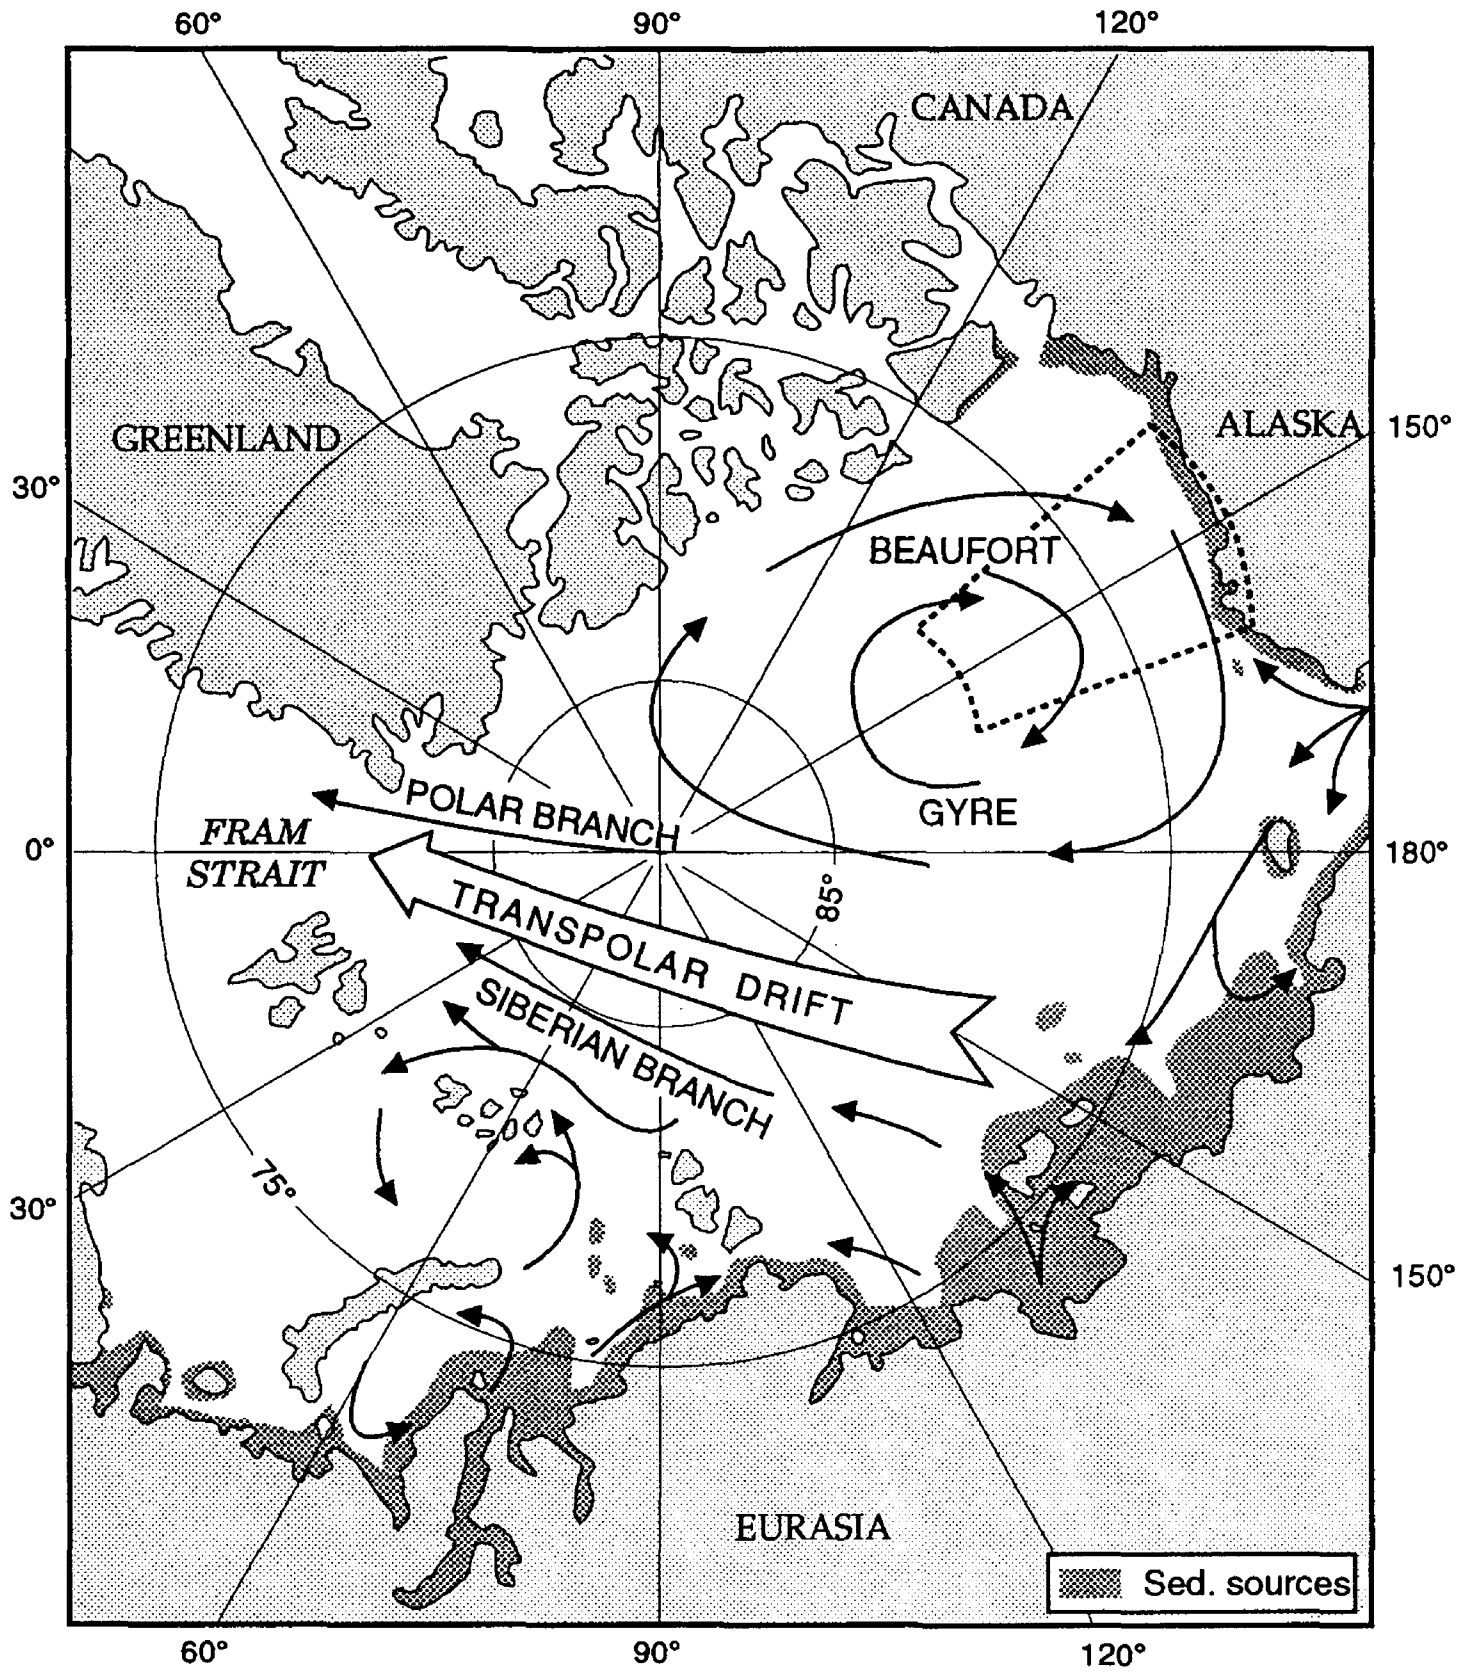 60°
90°
120°
CANADA
GREENLAND
ALASKA
150°
30°
BEAUFORT
GYRE
POLAR BRANCH
FRAM
STRAIT
0°
180°
85°
TRANSPOLAR DRIFT
SIBERIAN BRANCH
75°
30°
150°
EURASIA
Sed. sources
60°
90°
120°